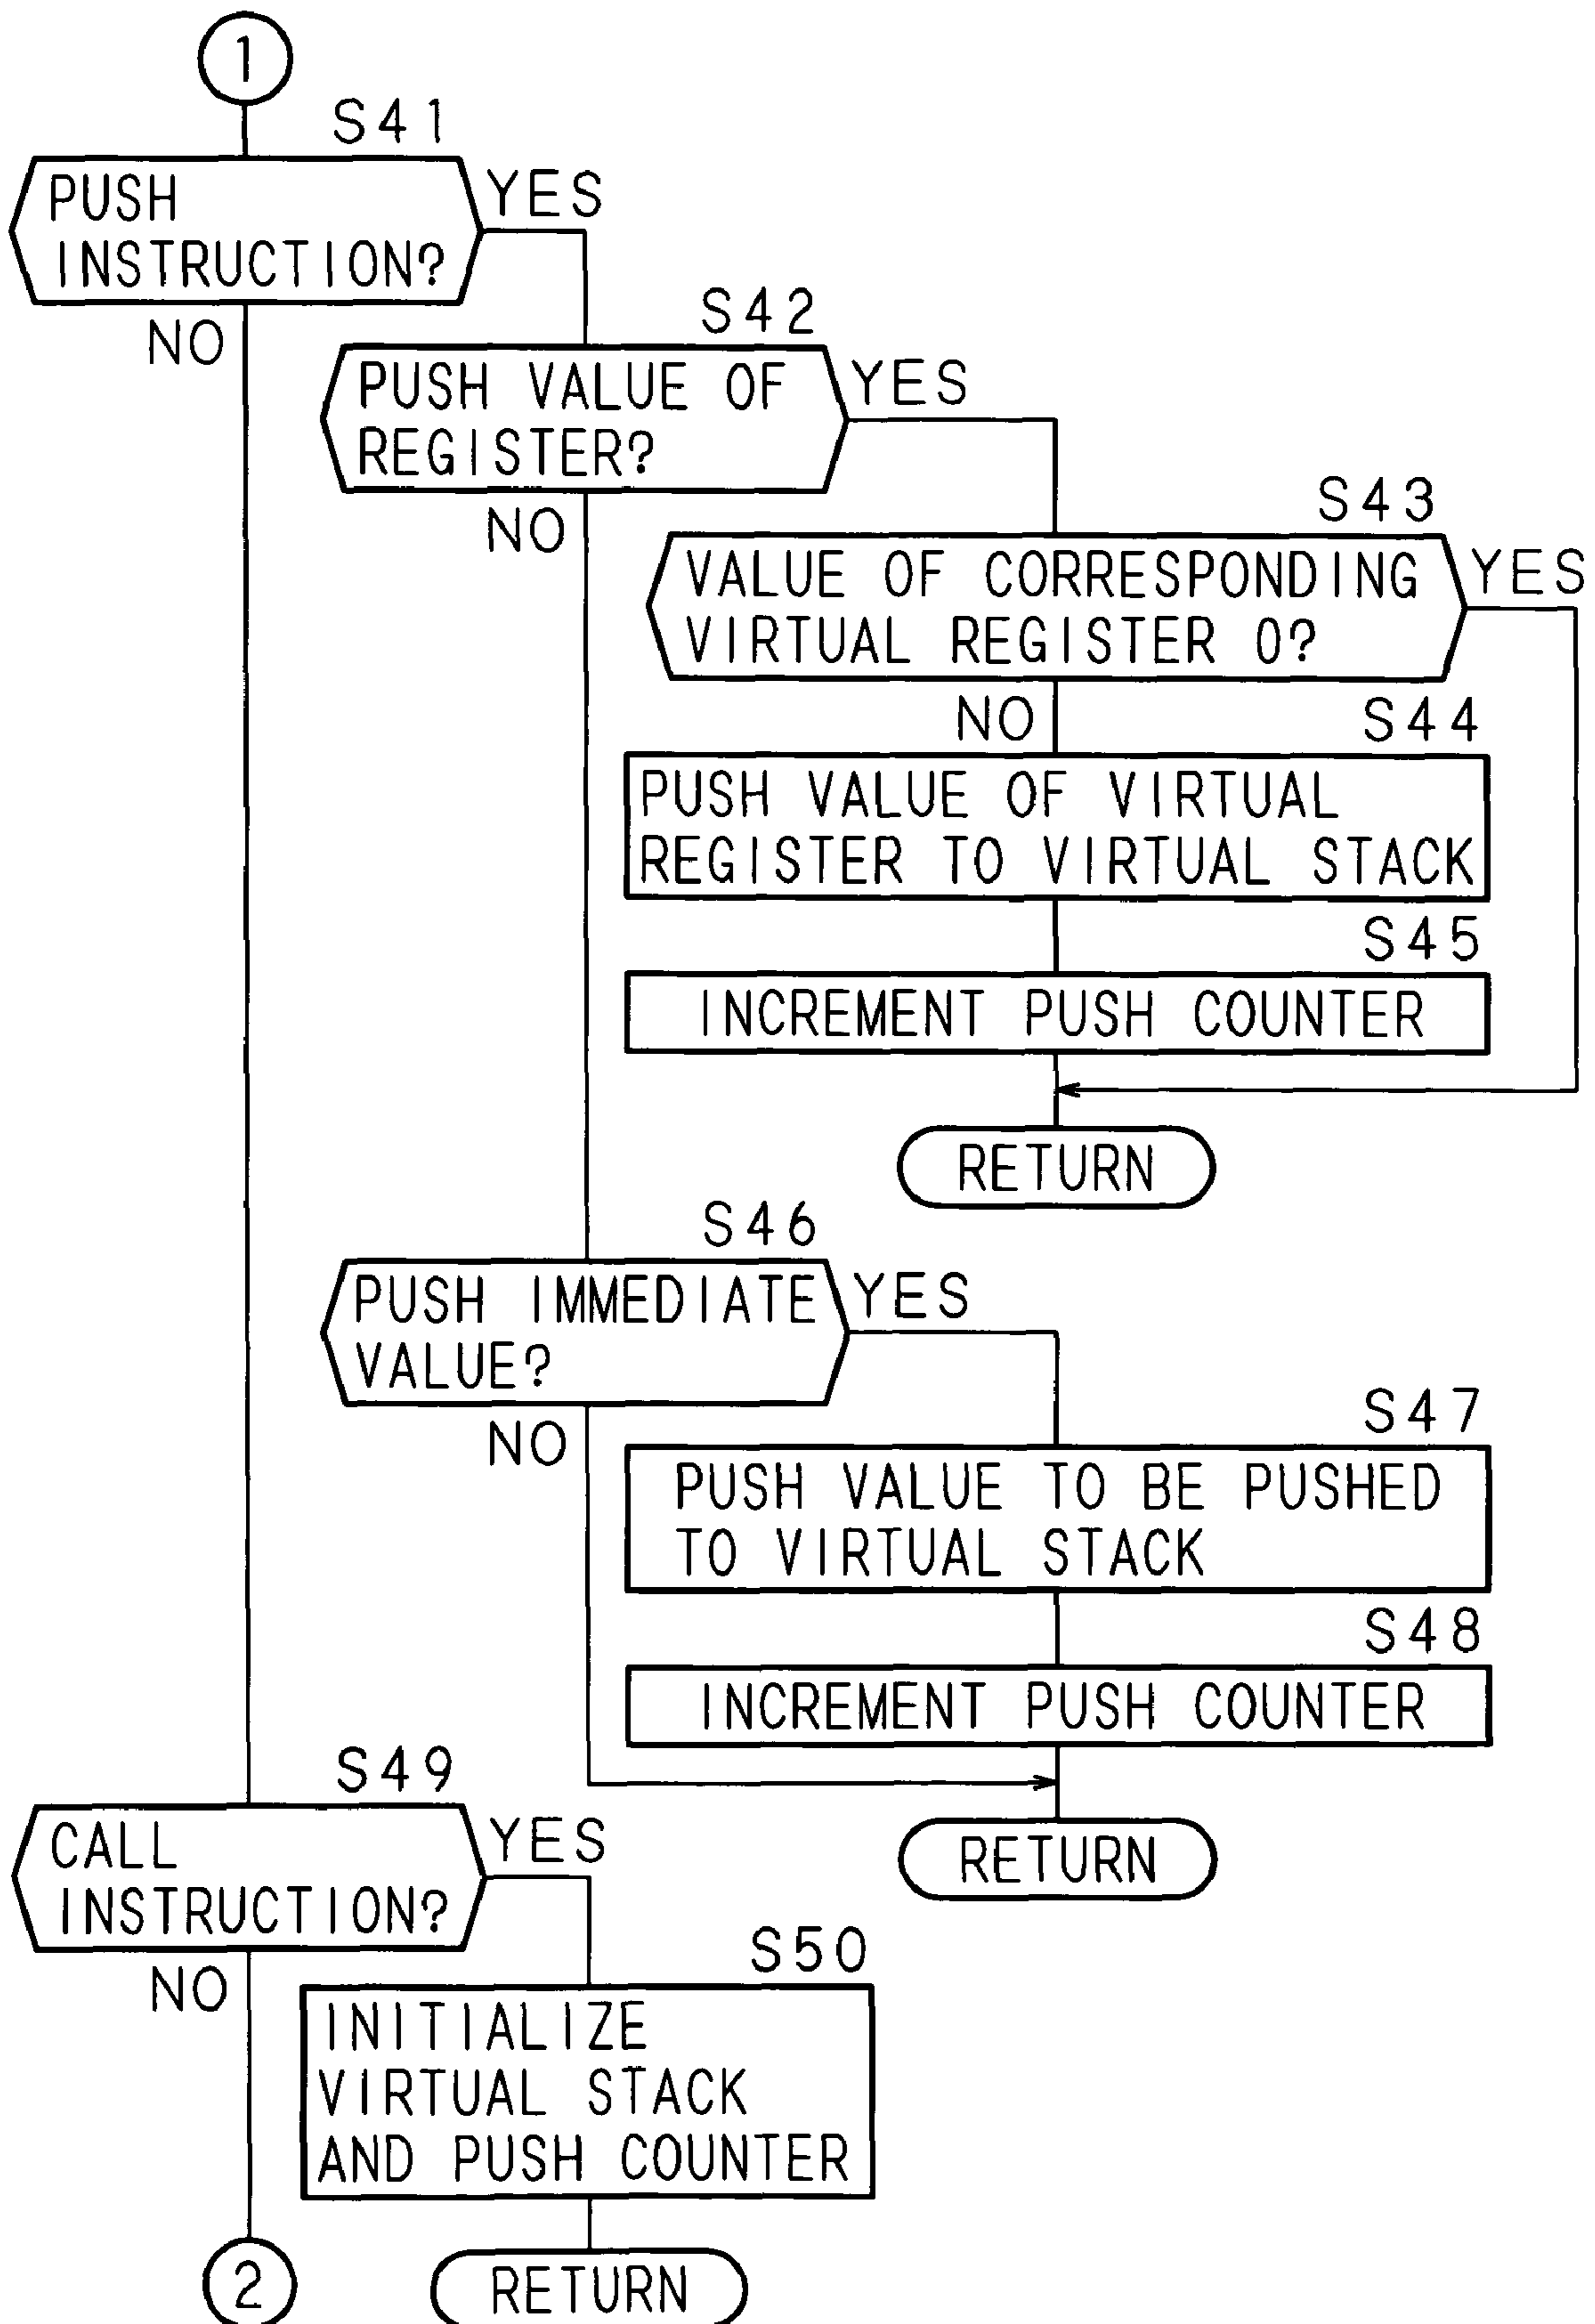 1
S41
PUSH
INSTRUCTION?
YES
NO
S42
PUSH VALUE OF
REGISTER?
YES
NO
S43
VALUE OF CORRESPONDING
VIRTUAL REGISTER 0?
YES
NO
S44
PUSH VALUE OF VIRTUAL
REGISTER TO VIRTUAL STACK
S45
INCREMENT PUSH COUNTER
RETURN
S46
PUSH IMMEDIATE
VALUE?
YES
NO
S47
PUSH VALUE TO BE PUSHED
TO VIRTUAL STACK
S48
INCREMENT PUSH COUNTER
RETURN
S49
CALL
INSTRUCTION?
YES
NO
S50
INITIALIZE
VIRTUAL STACK
AND PUSH COUNTER
2
RETURN